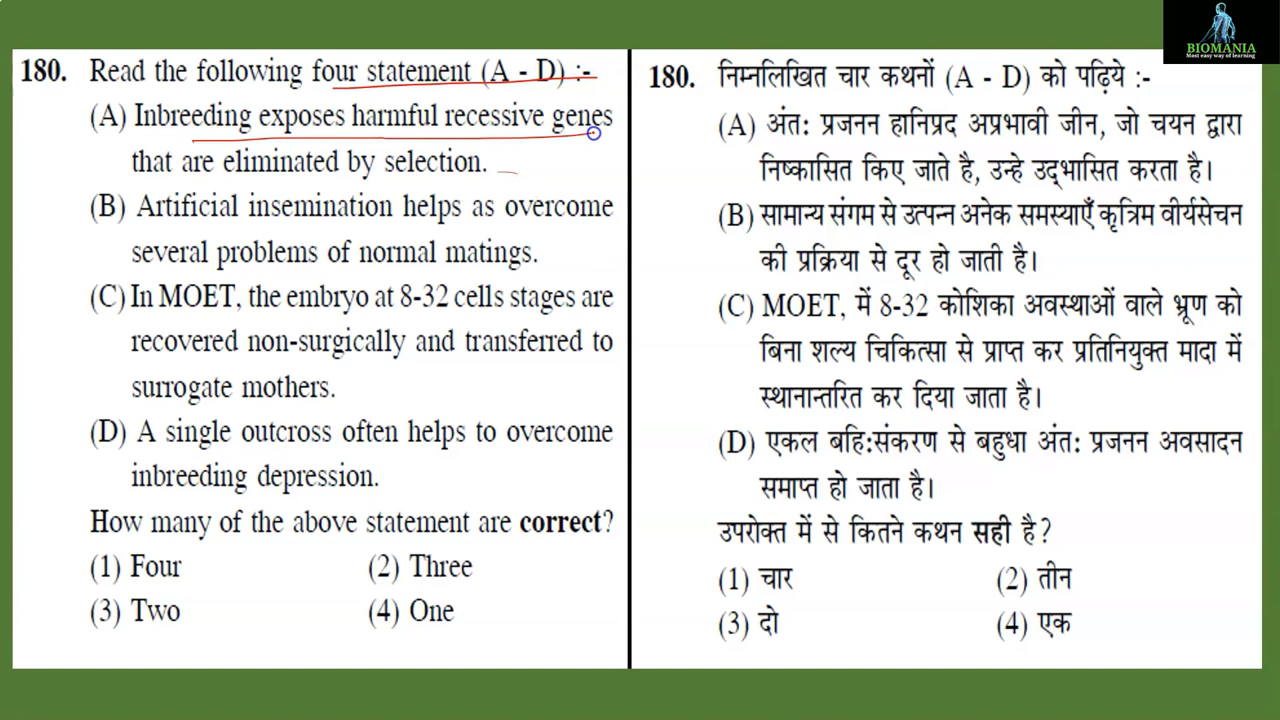 BIOMANIA
Most easy way of learning
180. Read the following four statement (A - D) :-
(A) Inbreeding exposes harmful recessive genes
that are eliminated by selection.
(B) Artificial insemination helps as overcome
several problems of normal matings.
(C) In MOET, the embryo at 8-32 cells stages are
recovered non-surgically and transferred to
surrogate mothers.
(D) A single outcross often helps to overcome
inbreeding depression.
How many of the above statement are correct?
(1) Four (2) Three
(3) Two (4) One
180. निम्नलिखित चार कथनों (A - D) को पढ़िये :-
(A) अंत: प्रजनन हानिप्रद अप्रभावी जीन, जो चयन द्वारा
निष्कासित किए जाते है, उन्हे उद्भासित करता है।
(B) सामान्य संगम से उत्पन्न अनेक समस्याएँ कृत्रिम वीर्यसेचन
की प्रक्रिया से दूर हो जाती है।
(C) MOET, में 8-32 कोशिका अवस्थाओं वाले भ्रूण को
बिना शल्य चिकित्सा से प्राप्त कर प्रतिनियुक्त मादा में
स्थानान्तरित कर दिया जाता है।
(D) एकल बहि:संकरण से बहुधा अंत: प्रजनन अवसादन
समाप्त हो जाता है।
उपरोक्त में से कितने कथन सही है?
(1) चार (2) तीन
(3) दो (4) एक